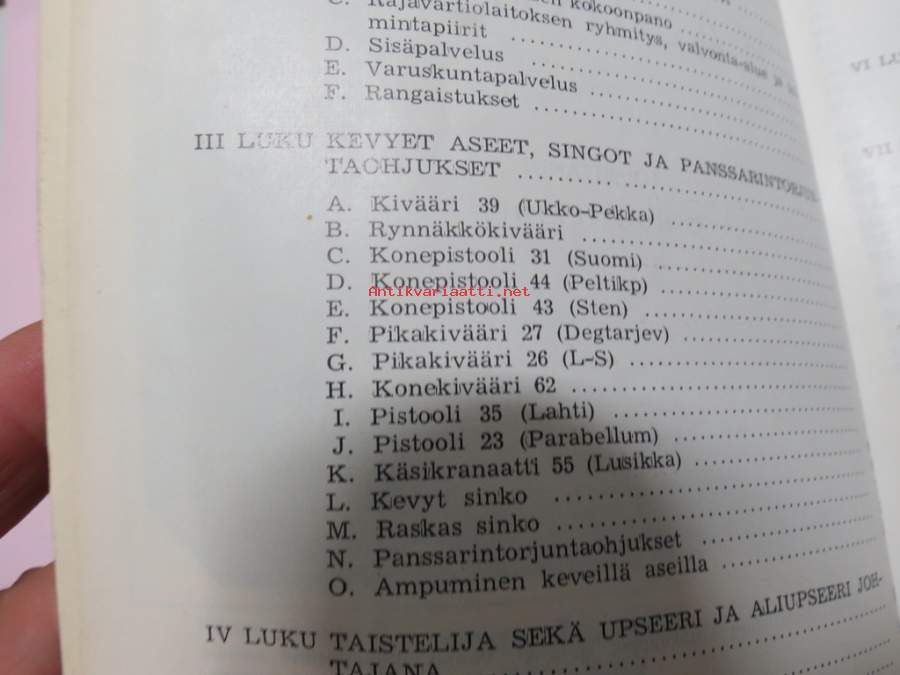 kokoonpano
C. Rajavartiolaitoksen ryhmitys, valvonta-alue ja
mintapiirit
D. Sisäpalvelus
E. Varuskuntapalvelus
F. Rangaistukset
III LUKU KEVYET ASEET, SINGOT JA PANSSARINTORJUN-
TAOHJUKSET
A. Kivääri 39 (Ukko-Pekka)
B. Rynnäkkökivääri
C. Konepistooli 31 (Suomi)
D. Konepistooli 44 (Peltikp)
Antikvariaatti.net
E. Konepistooli 43 (Sten)
F. Pikakivääri 27 (Degtarjev)
G. Pikakivääri 26 (L-S)
H. Konekivääri 62
I. Pistooli 35 (Lahti)
J. Pistooli 23 (Parabellum)
K. Käsikranaatti 55 (Lusikka)
L. Kevyt sinko
M. Raskas sinko
N. Panssarintorjuntaohjukset
O. Ampuminen keveillä aseilla
IV LUKU TAISTELIJA SEKÄ UPSEERI JA ALIUPSEERI JOH-
TAJANA
VI LU
VII